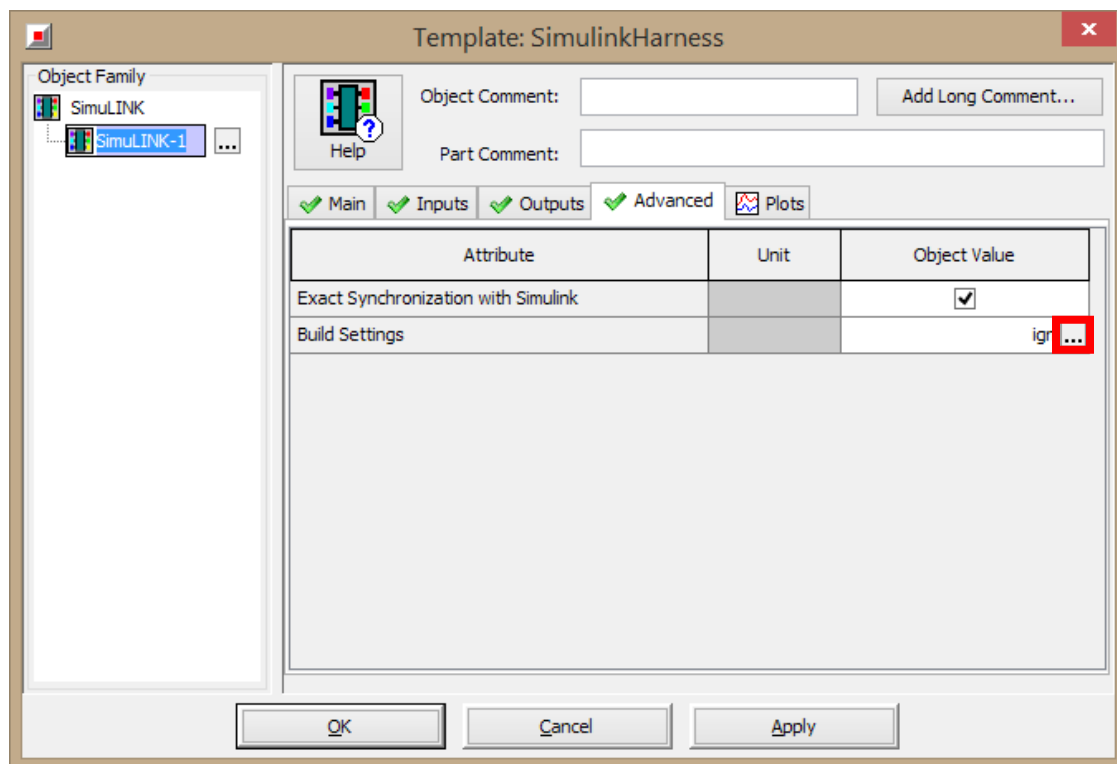 Template: SimulinkHarness
x
Object Family
SimuLINK
SimuLINK-1
...
Help
Object Comment:
Add Long Comment...
Part Comment:
Main
Inputs
Outputs
Advanced
Plots
Attribute Unit Object Value
Exact Synchronization with Simulink
Build Settings ...
OK
Cancel
Apply